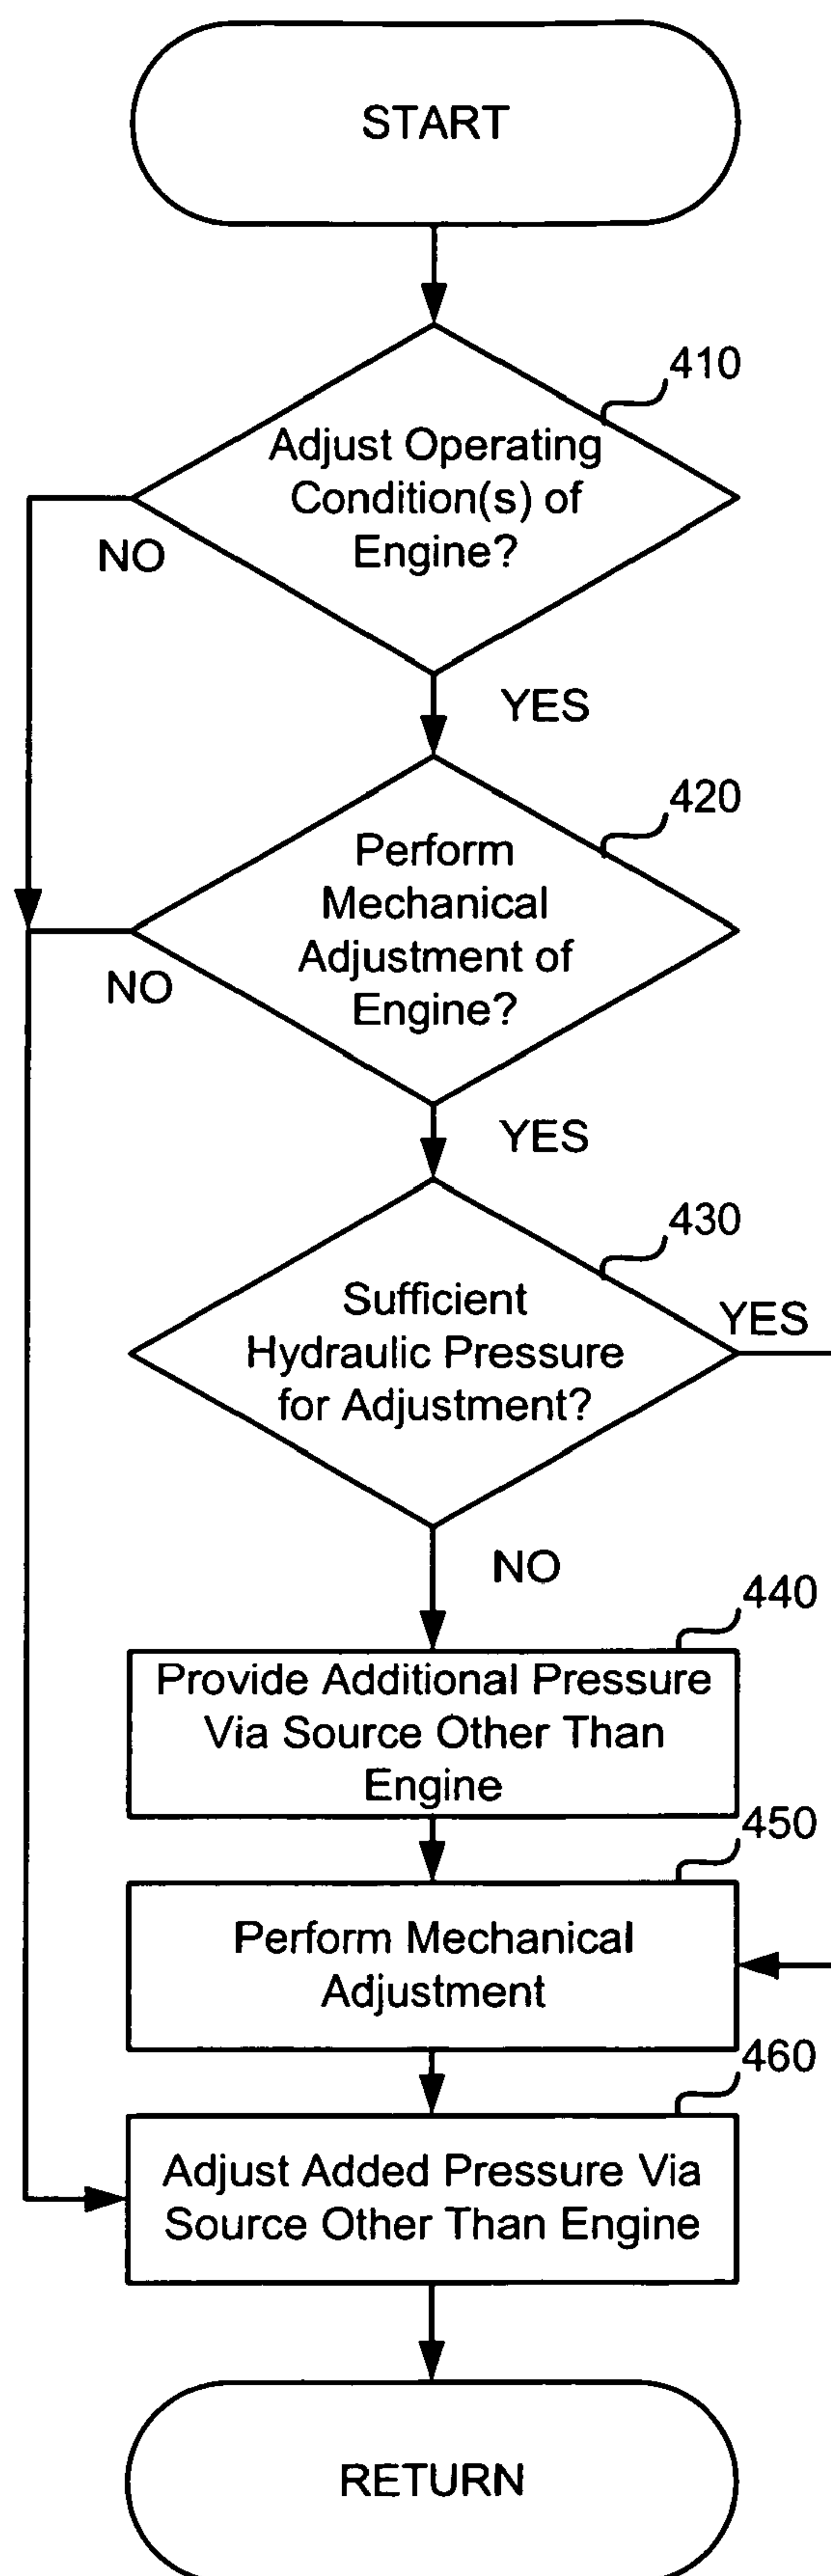 START
410
Adjust Operating
Condition(s) of
Engine?
NO
YES
420
Perform
Mechanical
Adjustment of
Engine?
NO
YES
430
Sufficient
Hydraulic Pressure
for Adjustment?
YES
NO
440
Provide Additional Pressure
Via Source Other Than
Engine
450
Perform Mechanical
Adjustment
460
Adjust Added Pressure Via
Source Other Than Engine
RETURN